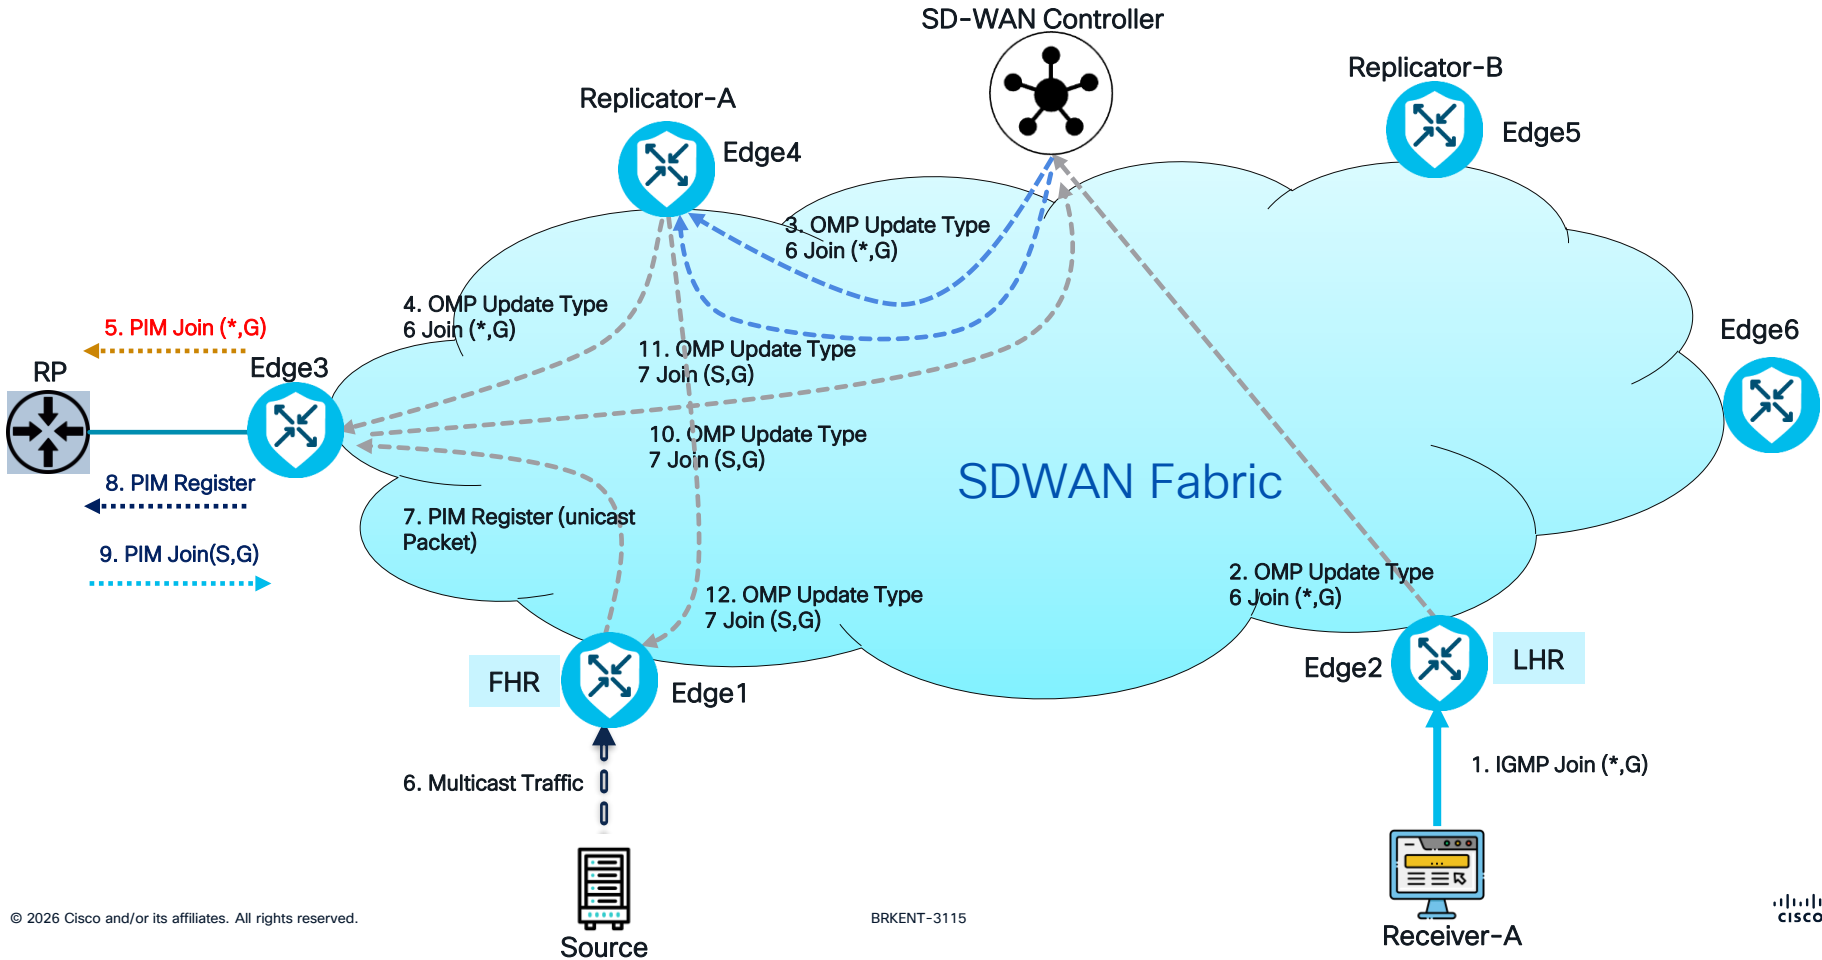 SD-WAN Controller
Replicator-B
Replicator-A
Edge5
Edge4
3. OMP Update Type
6 Join (*,G)
4. OMP Update Type
6 Join (*,G)
5. PIM Join (*,G)
Edge6
11. OMP Update Type
7 Join (S,G)
RP
Edge3
10. OMP Update Type
7 Join (S,G)
SDWAN Fabric
8. PIM Register
7. PIM Register (unicast
Packet)
9. PIM Join(S,G)
2. OMP Update Type
6 Join (*,G)
12. OMP Update Type
7 Join (S,G)
FHR
Edge1
Edge2
LHR
6. Multicast Traffic
1. IGMP Join (*,G)
Source
Receiver-A
© 2026 Cisco and/or its affiliates. All rights reserved.
BRKENT-3115
CISCO